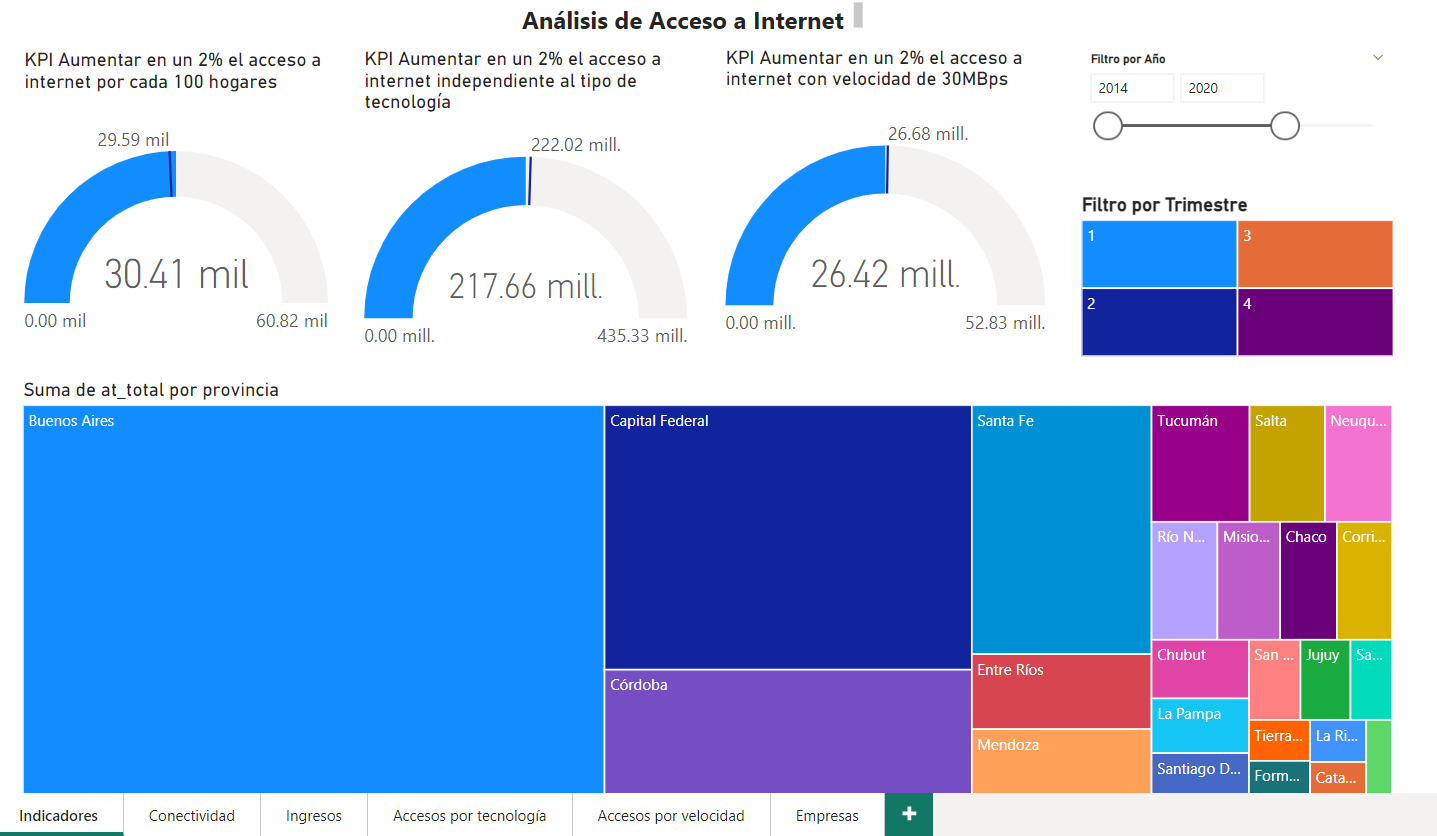 Análisis de Acceso a Internet
KPI Aumentar en un 2% el acceso a
internet por cada 100 hogares
29.59 mil
30.41 mil
0.00 mil
60.82 mil
KPI Aumentar en un 2% el acceso a
internet independiente al tipo de
tecnología
222.02 mill.
217.66 mill.
0.00 mill.
435.33 mill.
KPI Aumentar en un 2% el acceso a
internet con velocidad de 30MBps
26.68 mill.
26.42 mill.
0.00 mill.
52.83 mill.
Filtro por Año
2014
2020
Filtro por Trimestre
1
3
2
4
Suma de at_total por provincia
Buenos Aires
Capital Federal
Córdoba
Santa Fe
Entre Ríos
Mendoza
Tucumán
Salta
Neuqu...
Río N...
Misio...
Chaco
Corri...
Chubut
La Pampa
Santiago D...
San ...
Jujuy
Sa...
Tierra...
La Ri...
Form...
Cata...
Indicadores
Conectividad
Ingresos
Accesos por tecnología
Accesos por velocidad
Empresas
+